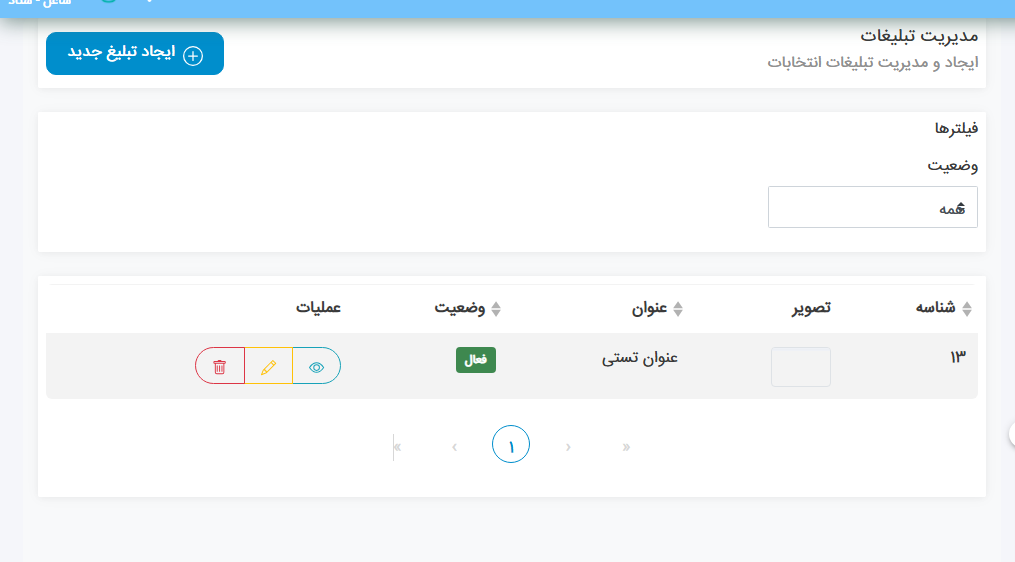 مدیریت تبلیغات
ایجاد و مدیریت تبلیغات انتخابات
ایجاد تبلیغ جدید
فیلترها
وضعیت
همه
شناسه تصویر عنوان وضعیت عملیات
۱۳ عنوان تستی فعال
« ‹ ۱ › »